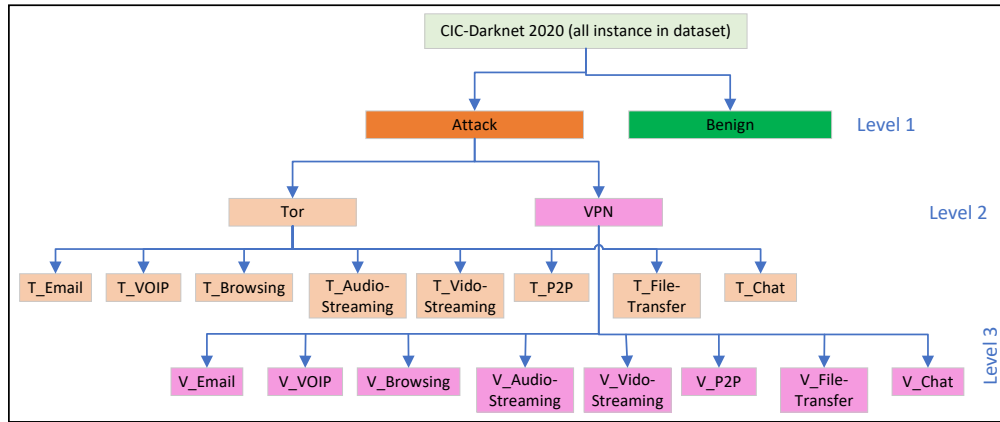 CIC-Darknet 2020 (all instance in dataset)
Attack
Benign
Level 1
Tor
VPN
Level 2
T_Email
T_VOIP
T_Browsing
T_Audio-
Streaming
T_Vido-
Streaming
T_P2P
T_File-
Transfer
T_Chat
Level 3
V_Email
V_VOIP
V_Browsing
V_Audio-
Streaming
V_Vido-
Streaming
V_P2P
V_File-
Transfer
V_Chat